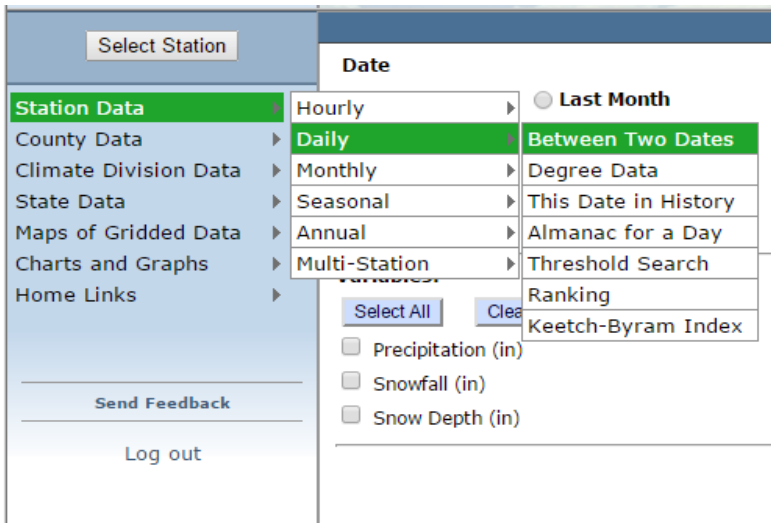 Select Station
Date
Last Month
Station Data
County Data
Climate Division Data
State Data
Maps of Gridded Data
Charts and Graphs
Home Links
Hourly
Daily
Monthly
Seasonal
Annual
Multi-Station
Between Two Dates
Degree Data
This Date in History
Almanac for a Day
Threshold Search
Ranking
Keetch-Byram Index
Select All
Precipitation (in)
Snowfall (in)
Snow Depth (in)
Send Feedback
Log out